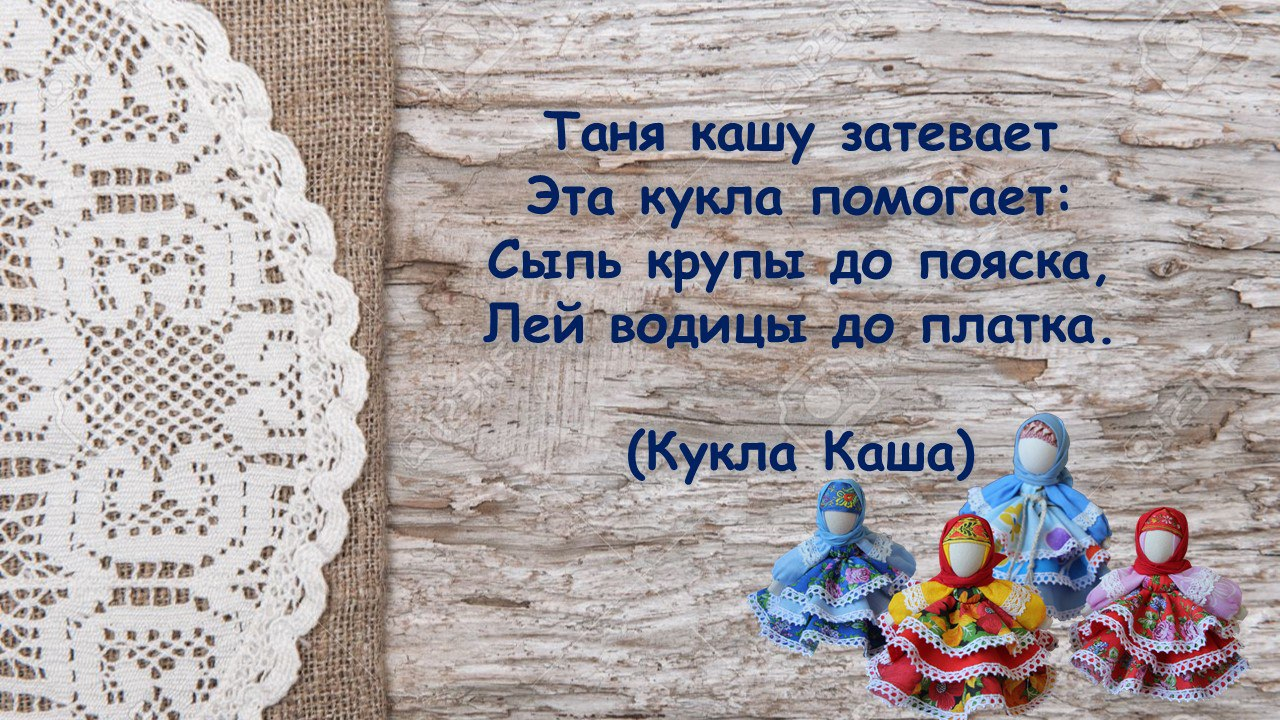 Таня кашу затевает
Эта кукла помогает:
Сыпь крупы до пояска,
Лей водицы до платка.
(Кукла Каша)